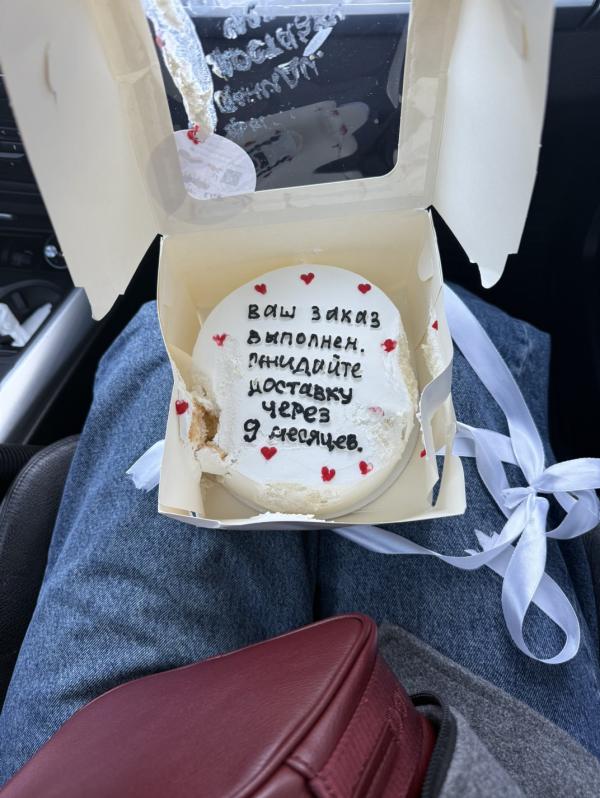 ваш заказ
выполнен.
ожидайте
доставку
через
9 месяцев.